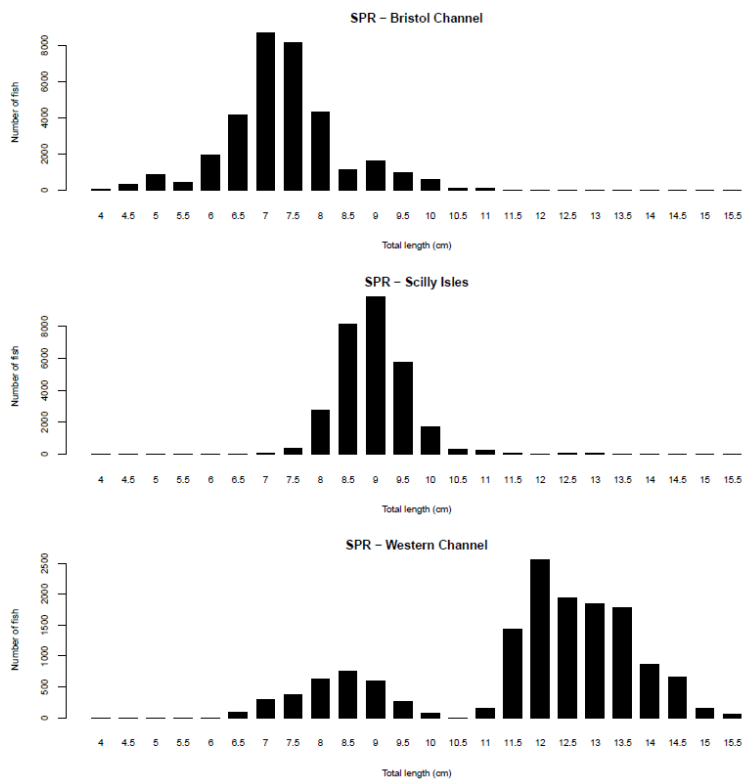 SPR – Bristol Channel
Number of fish
0 2000 4000 6000 8000
4 4.5 5 5.5 6 6.5 7 7.5 8 8.5 9 9.5 10 10.5 11 11.5 12 12.5 13 13.5 14 14.5 15 15.5
Total length (cm)
SPR – Scilly Isles
Number of fish
0 2000 4000 6000 8000
4 4.5 5 5.5 6 6.5 7 7.5 8 8.5 9 9.5 10 10.5 11 11.5 12 12.5 13 13.5 14 14.5 15 15.5
Total length (cm)
SPR – Western Channel
Number of fish
0 500 1000 1500 2000 2500
4 4.5 5 5.5 6 6.5 7 7.5 8 8.5 9 9.5 10 10.5 11 11.5 12 12.5 13 13.5 14 14.5 15 15.5
Total length (cm)